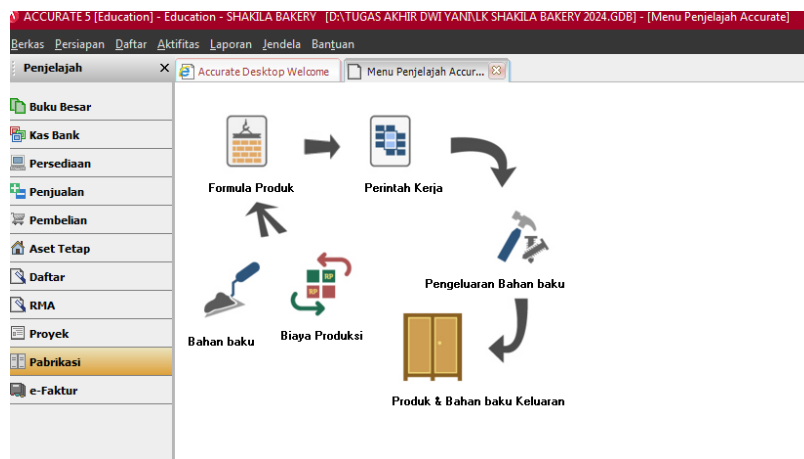 ACCURATE 5 [Education] - Education - SHAKILA BAKERY [D:\TUGAS AKHIR DWI YANI\LK SHAKILA BAKERY 2024.GDB] - [Menu Penjelajah Accurate]
Berkas Persiapan Daftar Aktifitas Laporan Jendela Bantuan
Penjelajah X
Accurate Desktop Welcome
Menu Penjelajah Accur...
Buku Besar
Kas Bank
Persediaan
Penjualan
Pembelian
Aset Tetap
Daftar
RMA
Proyek
Pabrikasi
e-Faktur
Formula Produk
Perintah Kerja
Pengeluaran Bahan baku
RP
RP
Bahan baku
Biaya Produksi
Produk & Bahan baku Keluaran